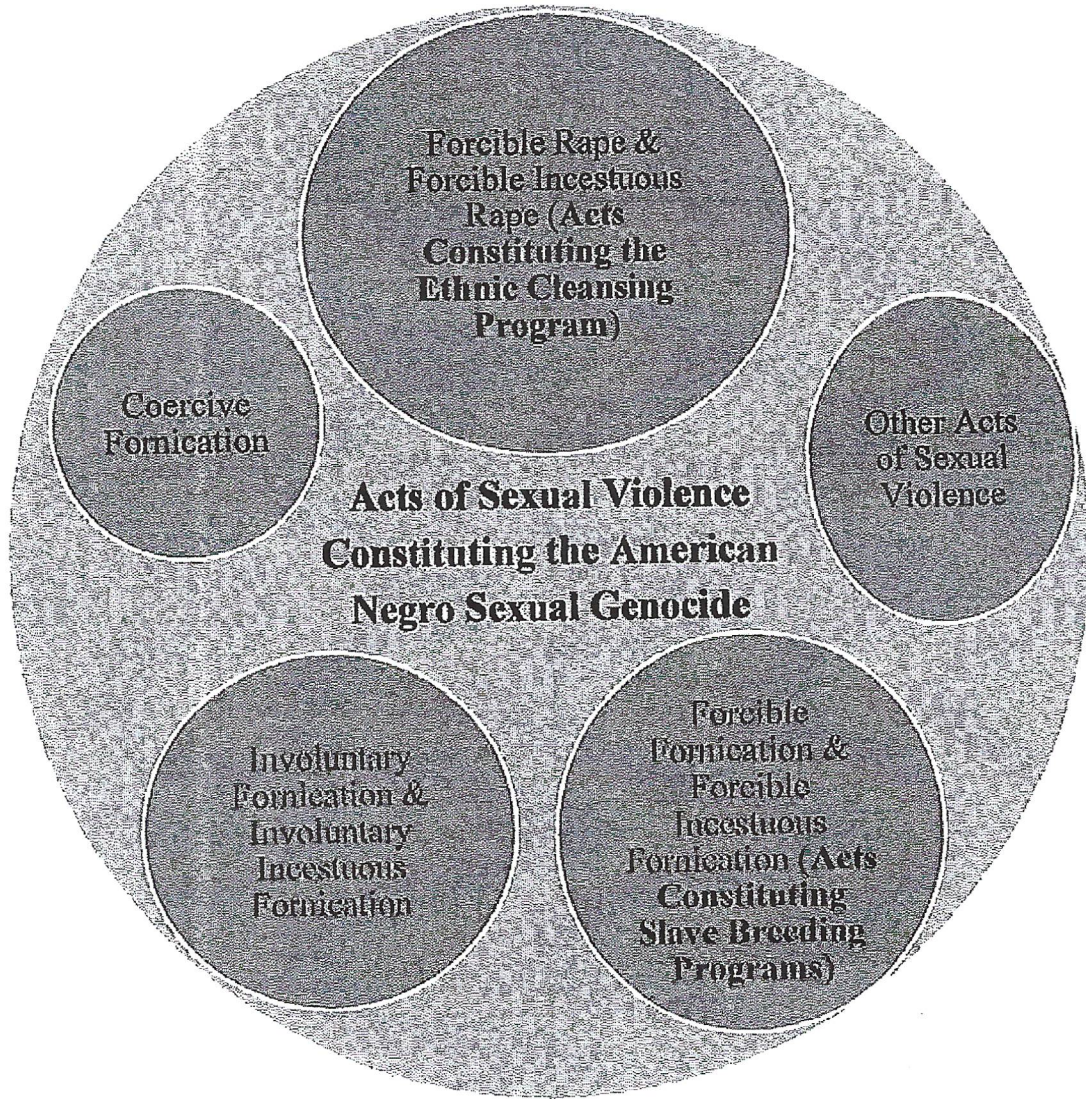 Forcible Rape &
Forcible Incestuous
Rape (Acts
Constituting the
Ethnic Cleansing
Program)
Coercive
Fornication
Other Acts
of Sexual
Violence
Acts of Sexual Violence
Constituting the American
Negro Sexual Genocide
Involuntary
Fornication &
Involuntary
Incestuous
Fornication
Forcible
Fornication &
Forcible
Incestuous
Fornication (Acts
Constituting
Slave Breeding
Programs)